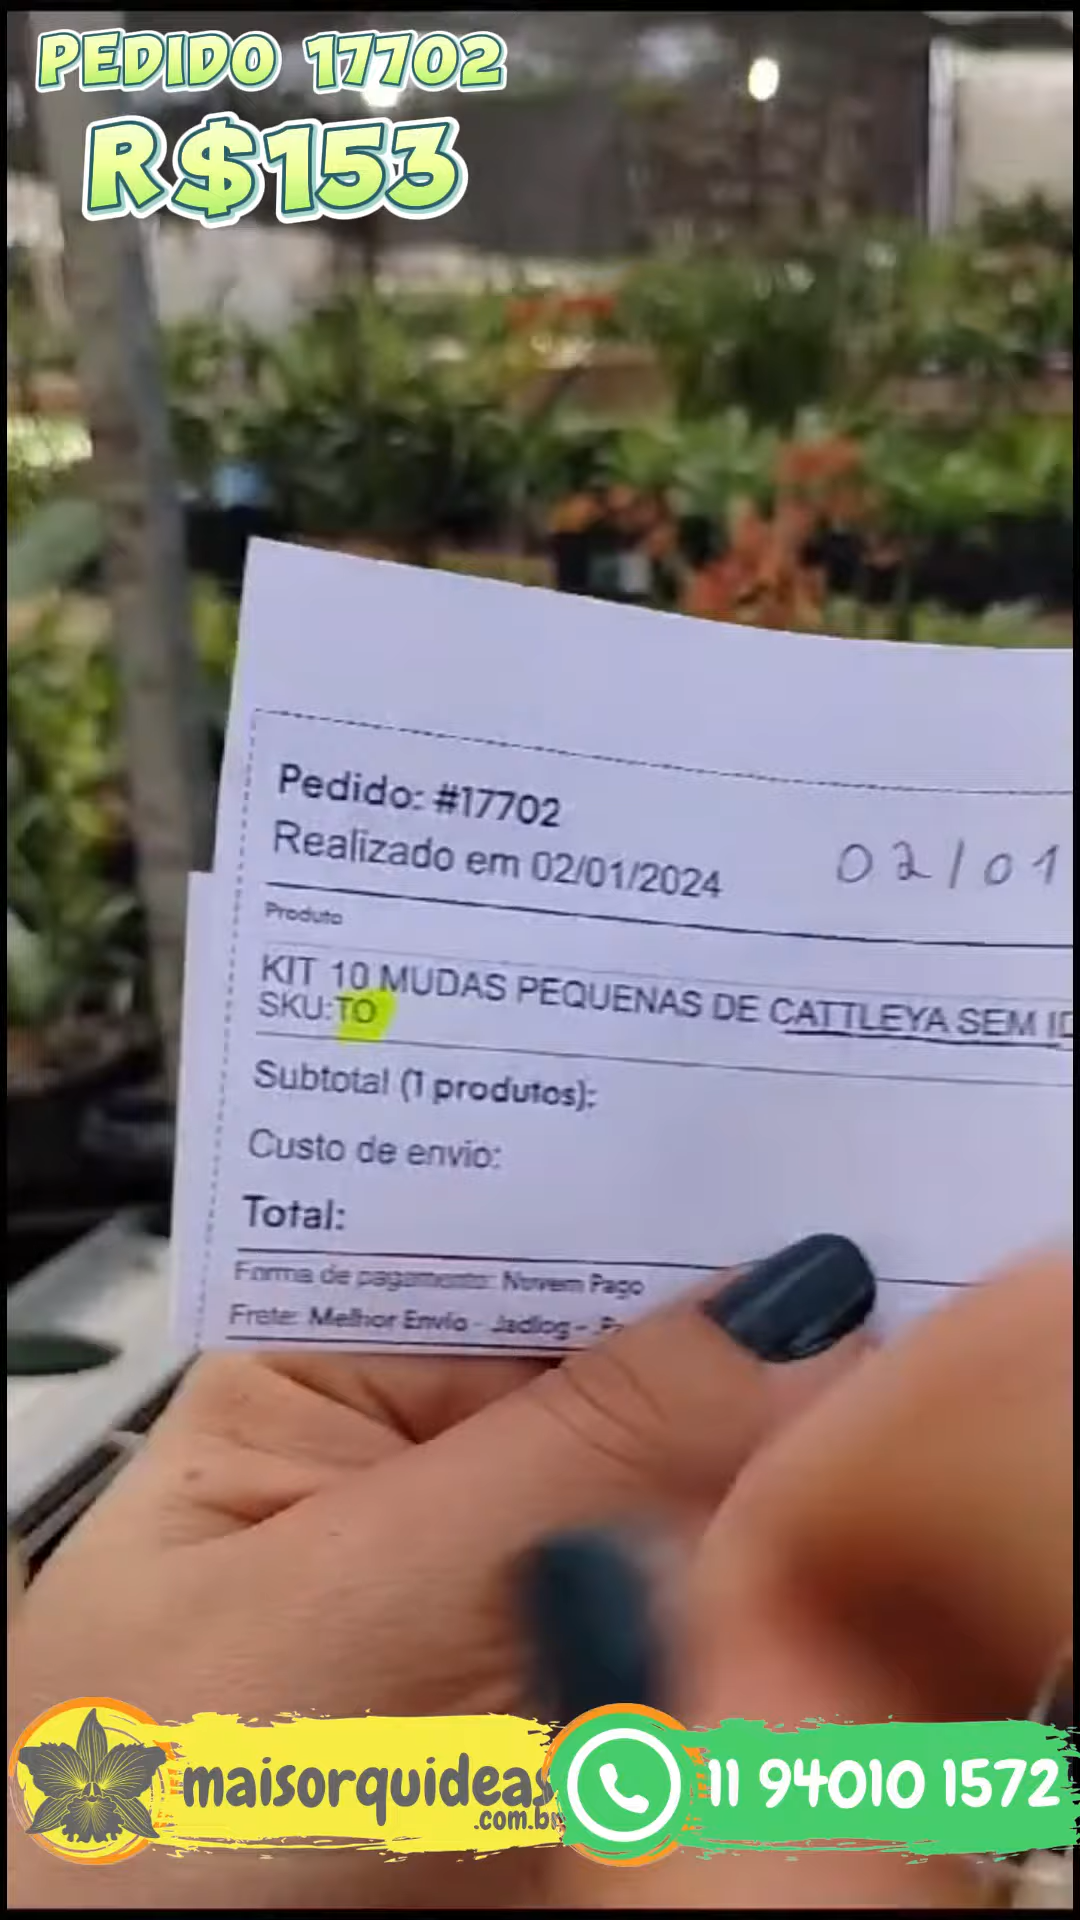 PEDIDO 17702
R$153
Pedido: #17702
Realizado em 02/01/2024
02/01
Produto
KIT 10 MUDAS PEQUENAS DE CATTLEYA SEM
SKU:TO
Subtotal (1 produtos):
Custo de envio:
Total:
Forma de pagamento: Nuvem Pago
Frete: Melhor Envio - Jadlog -
maisorquideas
.com.br
11 94010 1572